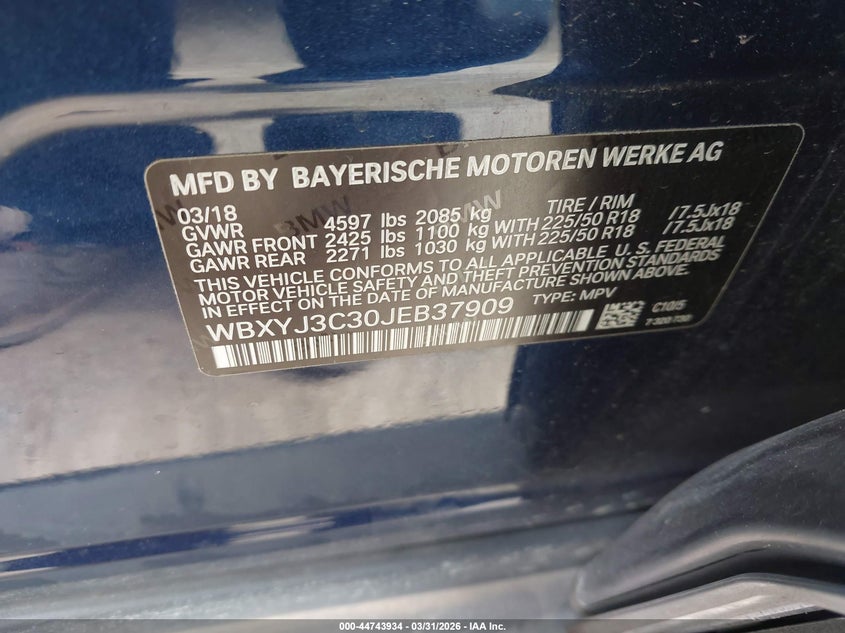 MFD BY BAYERISCHE MOTOREN WERKE AG
03/18 TIRE / RIM
GVWR 4597 lbs 2085 kg
GAWR FRONT 2425 lbs 1100 kg WITH 225/50 R18 /7.5Jx18
GAWR REAR 2271 lbs 1030 kg WITH 225/50 R18 /7.5Jx18
THIS VEHICLE CONFORMS TO ALL APPLICABLE U.S. FEDERAL
MOTOR VEHICLE SAFETY AND THEFT PREVENTION STANDARDS
IN EFFECT ON THE DATE OF MANUFACTURE SHOWN ABOVE.
WBXYJ3C30JEB37909 TYPE: MPV
C10/5
000-44743934 - 03/31/2026 - IAA Inc.